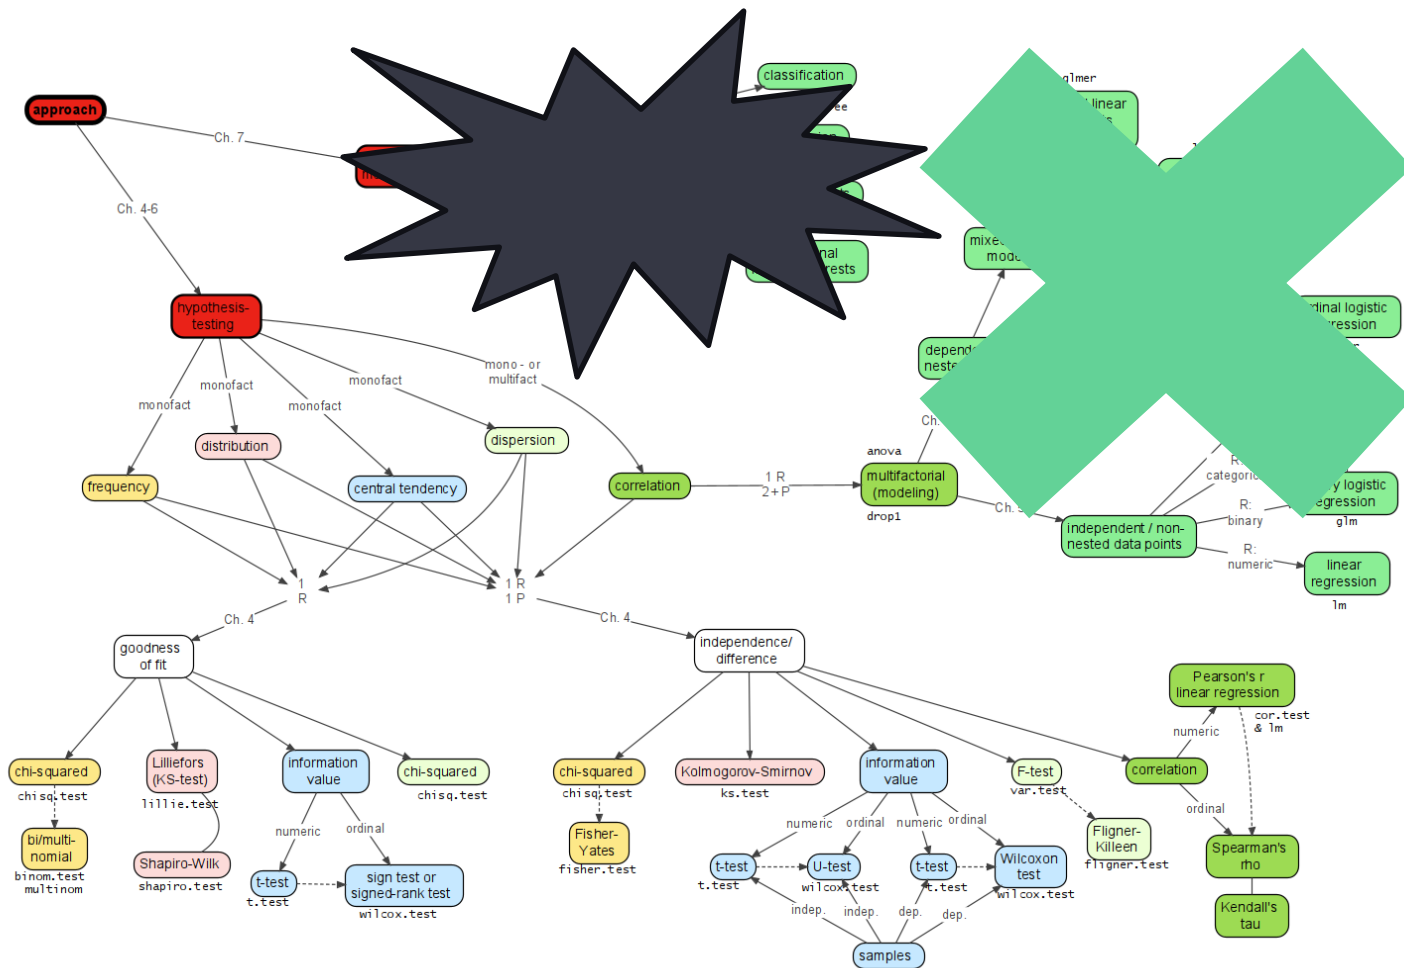 glmer
classification
linear
approach
Ch. 7
Ch. 4-6
hypothesis-
testing
mono- or
multifact
monofact
monofact
monofact
monofact
distribution
dispersion
frequency
central tendency
correlation
1 R
2+P
anova
multifactorial
(modeling)
drop1
Ch.
R:
binary
logistic
glm
independent / non-
nested data points
R:
numeric
linear
regression
lm
1
R
1 R
1 P
Ch. 4
Ch. 4
goodness
of fit
independence/
difference
Pearson's r
linear regression
cor.test
& lm
numeric
chi-squared
chisq.test
Lilliefors
(KS-test)
lillie.test
information
value
chi-squared
chisq.test
chi-squared
chisq.test
Kolmogorov-Smirnov
ks.test
information
value
F-test
var.test
correlation
ordinal
bi/multi-
nomial
binom.test
multinom
Shapiro-Wilk
shapiro.test
numeric
ordinal
t-test
t.test
sign test or
signed-rank test
wilcox.test
Fisher-
Yates
fisher.test
numeric
ordinal
numeric
ordinal
t-test
t.test
U-test
wilcox.test
t-test
t.test
Wilcoxon
test
wilcox.test
Fligner-
Killeen
fligner.test
Spearman's
rho
Kendall's
tau
indep.
indep.
dep.
dep.
samples